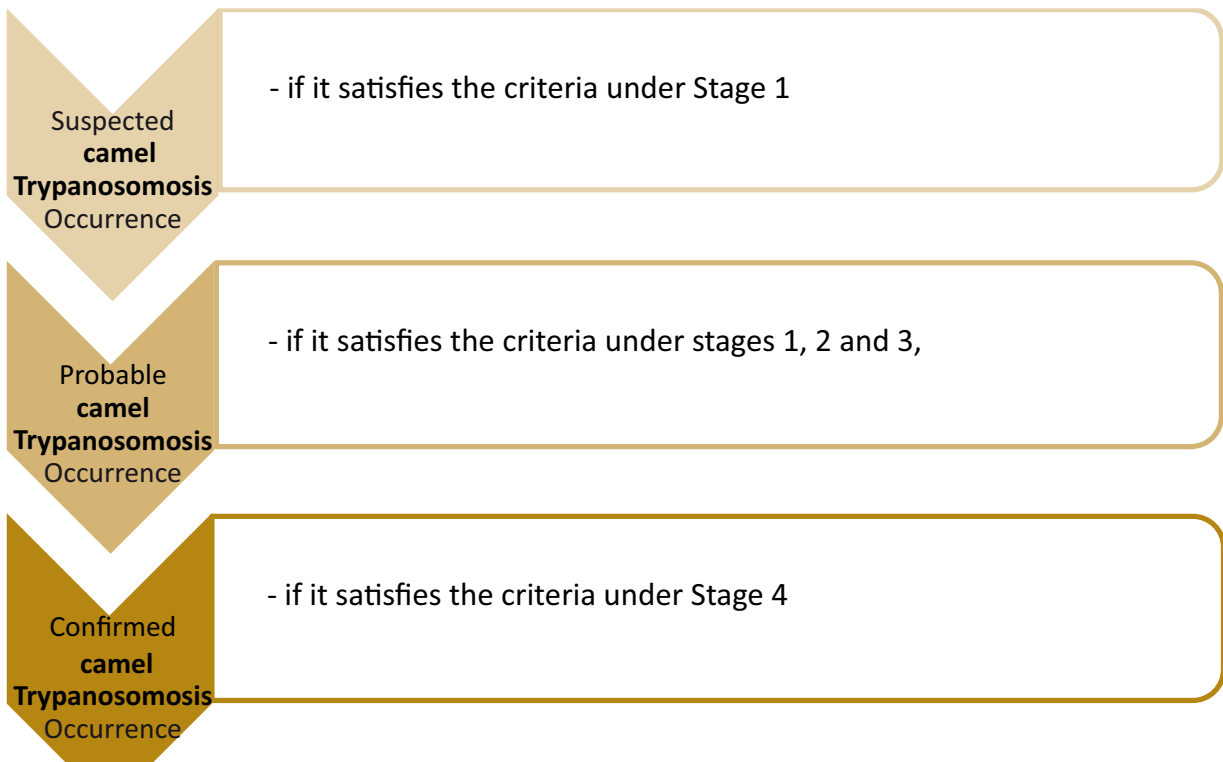 - if it satisfies the criteria under Stage 1
Suspected
camel
Trypanosomosis
Occurrence
- if it satisfies the criteria under stages 1, 2 and 3,
Probable
camel
Trypanosomosis
Occurrence
- if it satisfies the criteria under Stage 4
Confirmed
camel
Trypanosomosis
Occurrence